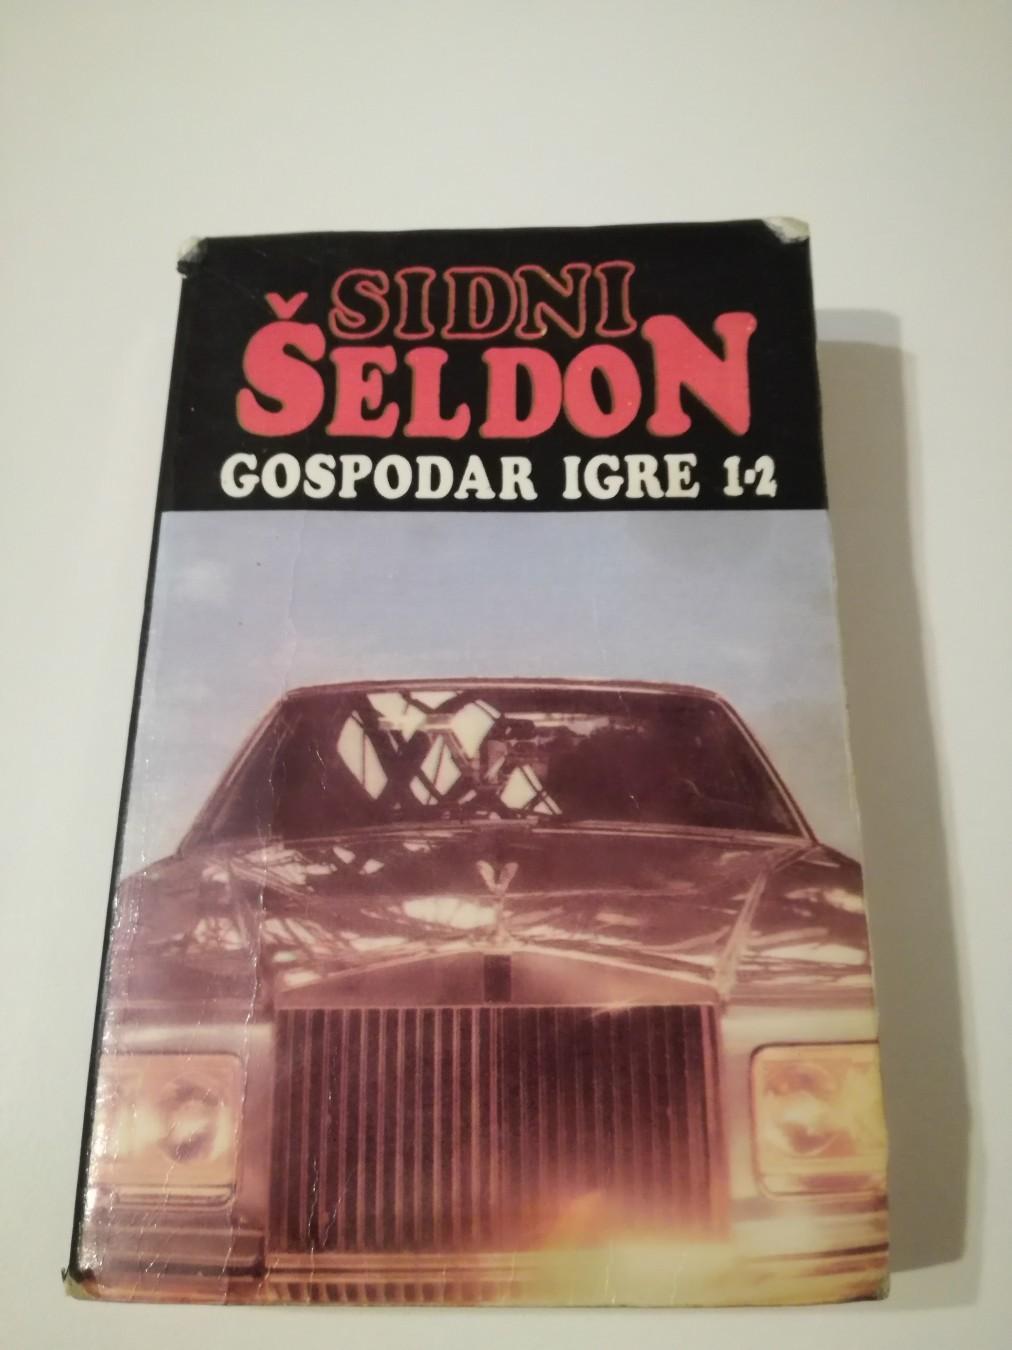 SIDNI
ŠELDON
GOSPODAR IGRE 1-2